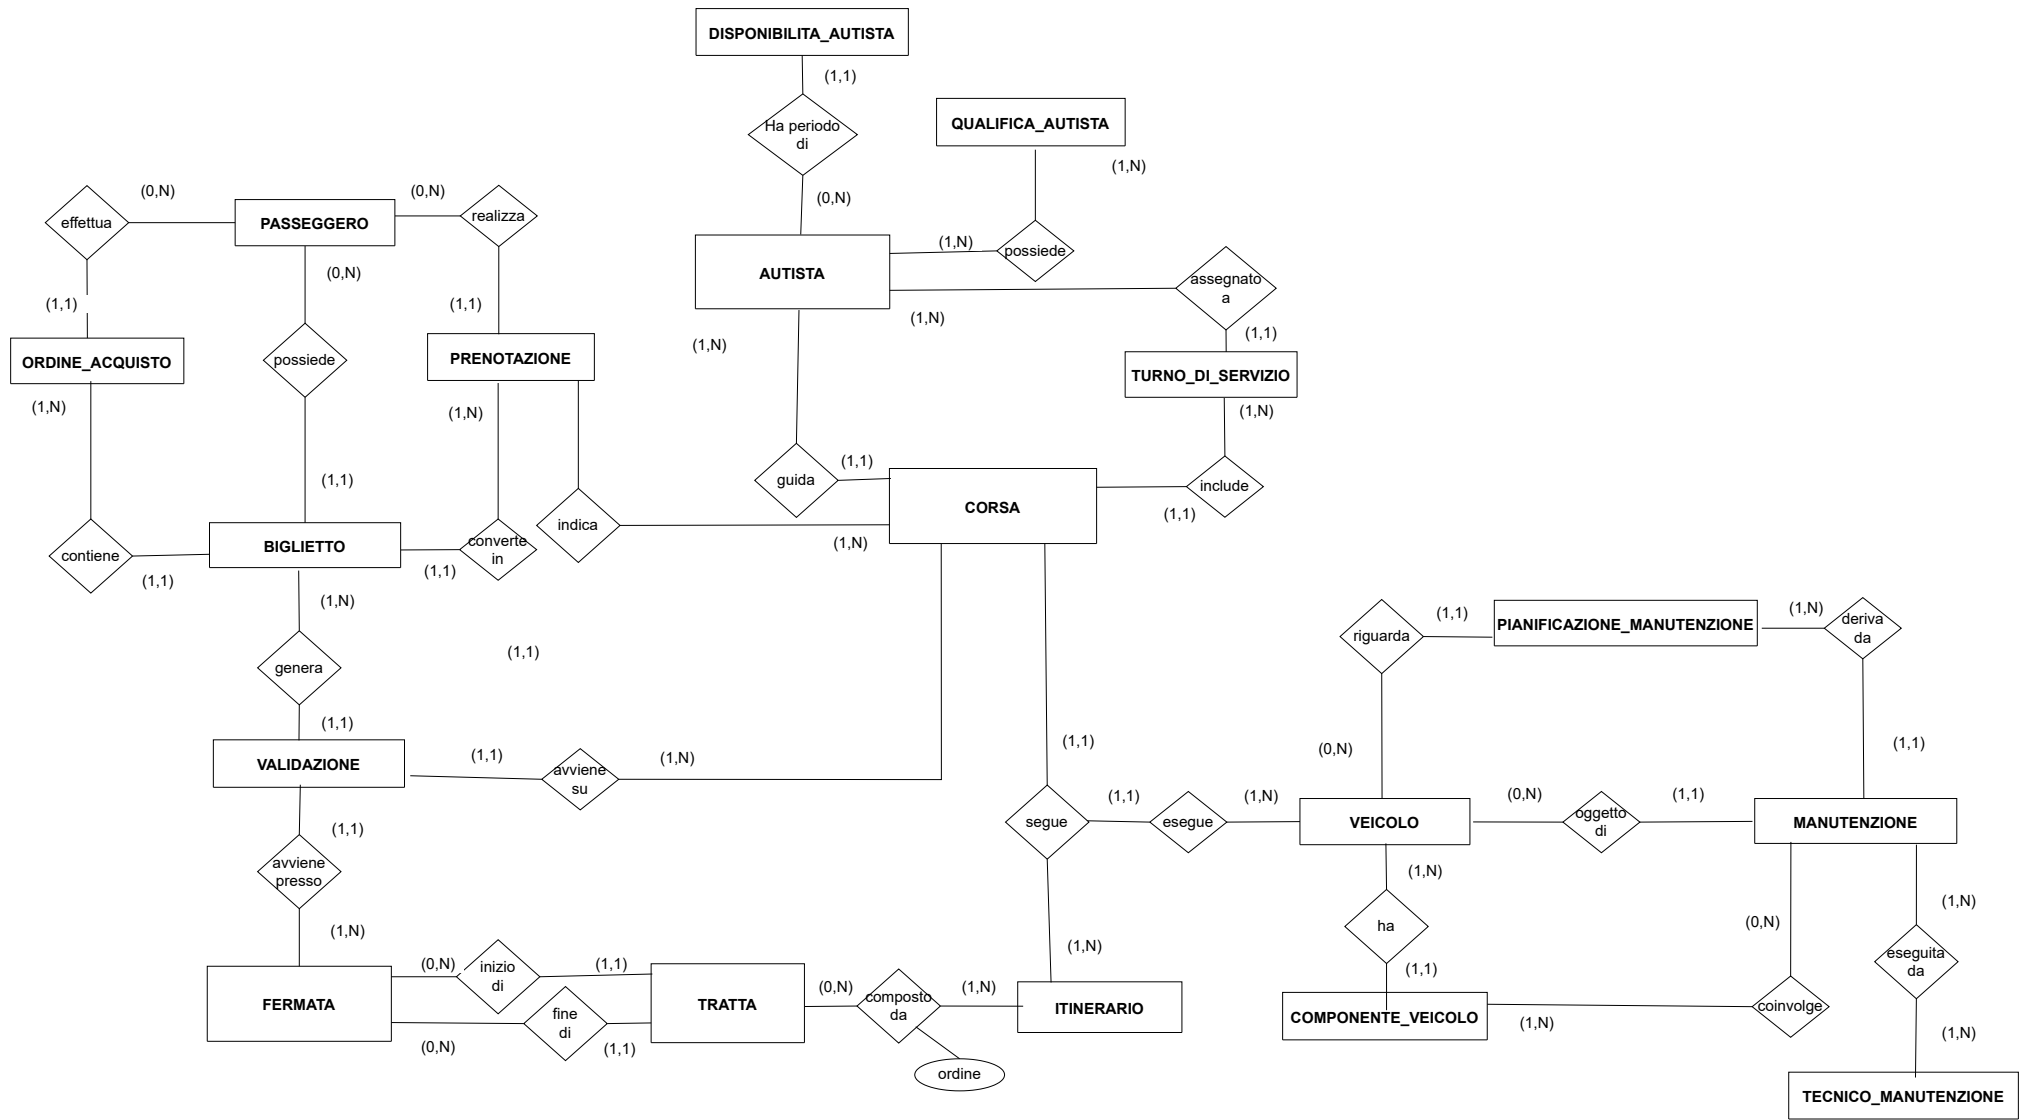 DISPONIBILITA_AUTISTA
(1,1)
Ha periodo
di
QUALIFICA_AUTISTA
(1,N)
(0,N)
(0,N)
(0,N)
effettua
PASSEGGERO
realizza
(1,N)
possiede
(0,N)
AUTISTA
assegnato
a
(1,1)
(1,1)
(1,N)
(1,N)
(1,1)
ORDINE_ACQUISTO
possiede
PRENOTAZIONE
TURNO_DI_SERVIZIO
(1,N)
(1,N)
(1,N)
(1,1)
guida
(1,1)
CORSA
include
(1,1)
contiene
BIGLIETTO
converte
in
indica
(1,N)
(1,1)
(1,1)
(1,N)
(1,1)
genera
(1,1)
riguarda
(1,1)
PIANIFICAZIONE_MANUTENZIONE
(1,N)
deriva
da
VALIDAZIONE
(1,1)
avviene
su
(1,N)
(1,1)
(0,N)
(1,1)
(1,1)
avviene
presso
segue
(1,1)
esegue
(1,N)
VEICOLO
(0,N)
oggetto
di
(1,1)
MANUTENZIONE
(1,N)
(1,N)
(1,N)
ha
(0,N)
(1,N)
eseguita
da
FERMATA
(0,N)
inizio
di
(1,1)
TRATTA
(0,N)
composto
da
(1,N)
ITINERARIO
(1,1)
COMPONENTE_VEICOLO
(1,N)
coinvolge
(0,N)
fine
di
(1,1)
ordine
(1,N)
TECNICO_MANUTENZIONE